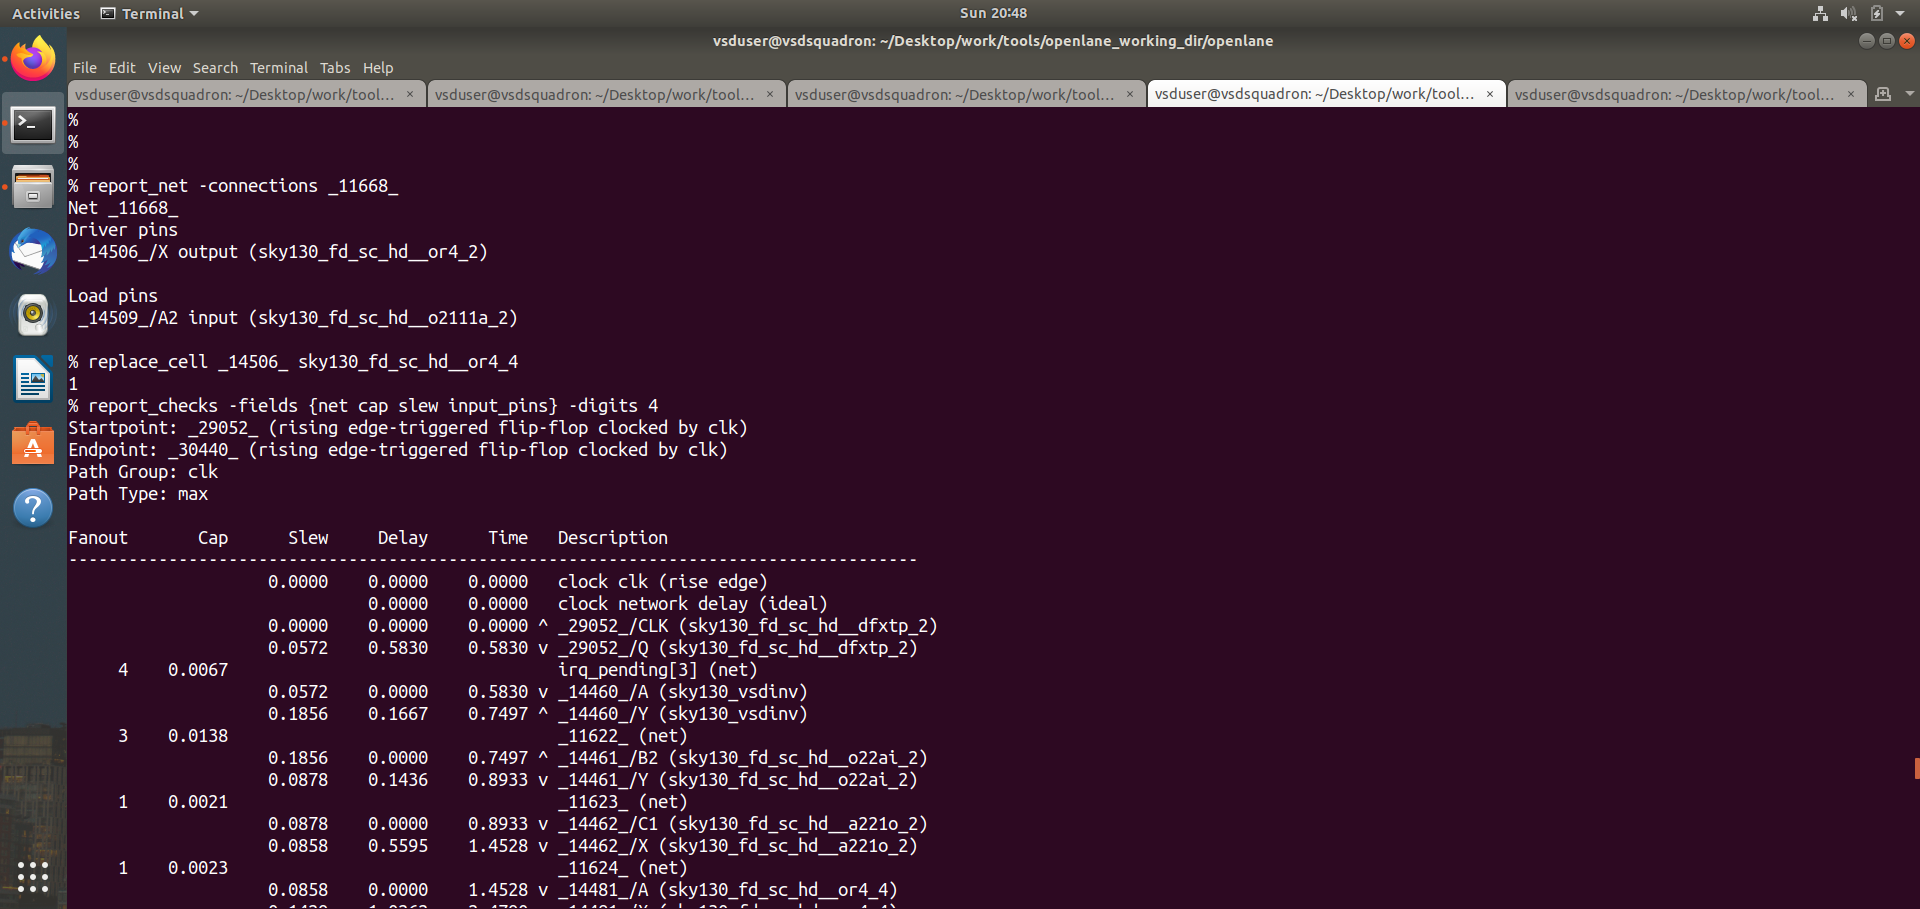 Activities
Terminal
Sun 20:48
vsduser@vsdsquadron: ~/Desktop/work/tools/openlane_working_dir/openlane
File Edit View Search Terminal Tabs Help
vsduser@vsdsquadron: ~/Desktop/work/tool... × vsduser@vsdsquadron: ~/Desktop/work/tool... × vsduser@vsdsquadron: ~/Desktop/work/tool... × vsduser@vsdsquadron: ~/Desktop/work/tool... × vsduser@vsdsquadron: ~/Desktop/work/tool... ×
%
%
%
% report_net -connections _11668_
Net _11668_
Driver pins
 _14506_/X output (sky130_fd_sc_hd__or4_2)
Load pins
 _14509_/A2 input (sky130_fd_sc_hd__o2111a_2)
% replace_cell _14506_ sky130_fd_sc_hd__or4_4
1
% report_checks -fields {net cap slew input_pins} -digits 4
Startpoint: _29052_ (rising edge-triggered flip-flop clocked by clk)
Endpoint: _30440_ (rising edge-triggered flip-flop clocked by clk)
Path Group: clk
Path Type: max
Fanout       Cap      Slew     Delay      Time   Description
-------------------------------------------------------------------------------------
                    0.0000    0.0000    0.0000   clock clk (rise edge)
                              0.0000    0.0000   clock network delay (ideal)
                    0.0000    0.0000    0.0000 ^ _29052_/CLK (sky130_fd_sc_hd__dfxtp_2)
                    0.0572    0.5830    0.5830 v _29052_/Q (sky130_fd_sc_hd__dfxtp_2)
     4    0.0067                                 irq_pending[3] (net)
                    0.0572    0.0000    0.5830 v _14460_/A (sky130_vsdinv)
                    0.1856    0.1667    0.7497 ^ _14460_/Y (sky130_vsdinv)
     3    0.0138                                 _11622_ (net)
                    0.1856    0.0000    0.7497 ^ _14461_/B2 (sky130_fd_sc_hd__o22ai_2)
                    0.0878    0.1436    0.8933 v _14461_/Y (sky130_fd_sc_hd__o22ai_2)
     1    0.0021                                 _11623_ (net)
                    0.0878    0.0000    0.8933 v _14462_/C1 (sky130_fd_sc_hd__a221o_2)
                    0.0858    0.5595    1.4528 v _14462_/X (sky130_fd_sc_hd__a221o_2)
     1    0.0023                                 _11624_ (net)
                    0.0858    0.0000    1.4528 v _14481_/A (sky130_fd_sc_hd__or4_4)